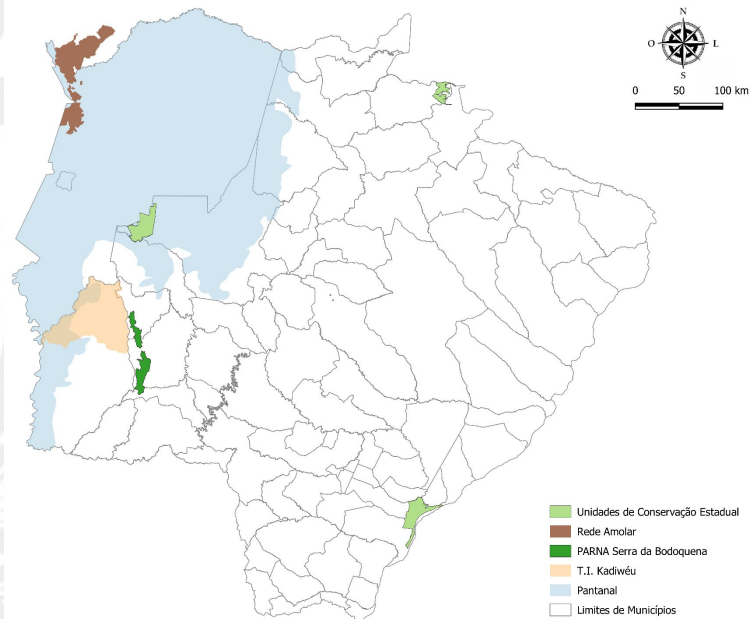 N
O L
S
0 50 100 km
Unidades de Conservação Estadual
Rede Amolar
PARNA Serra da Bodoquena
T.I. Kadiwéu
Pantanal
Limites de Municípios